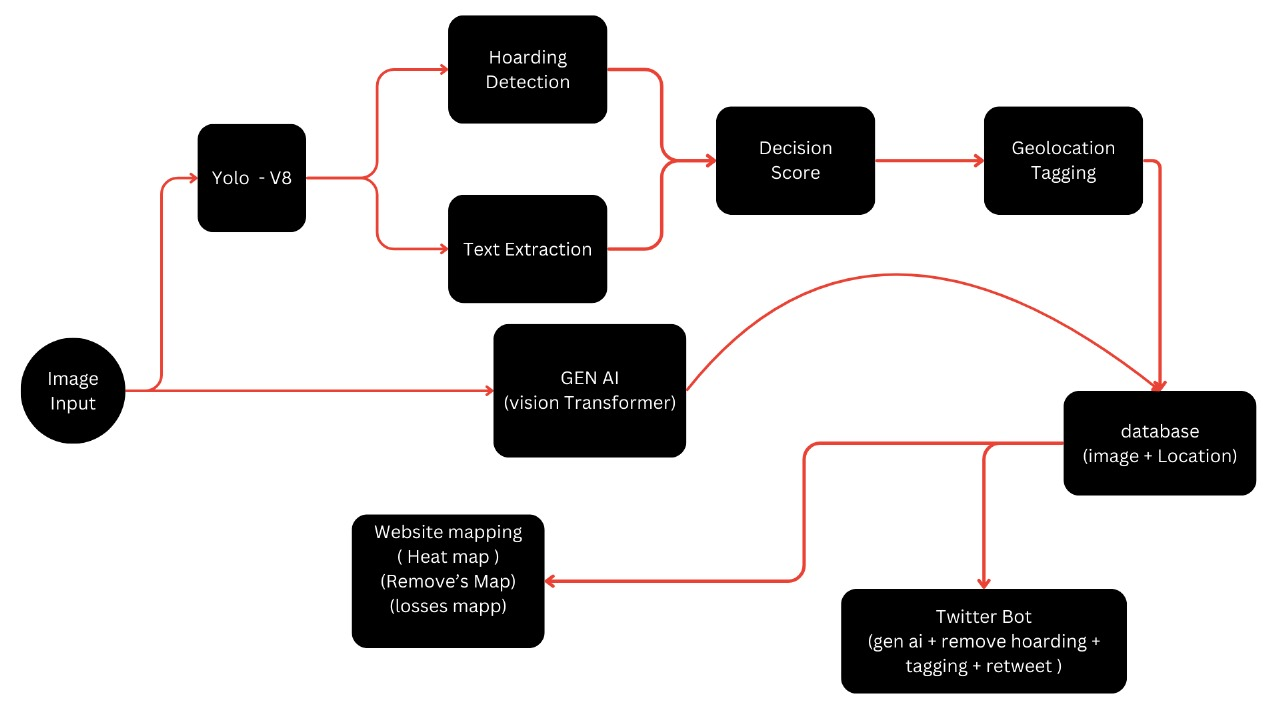 Hoarding
Detection
Yolo - V8
Decision
Score
Geolocation
Tagging
Text Extraction
Image
Input
GEN AI
(vision Transformer)
database
(image + Location)
Website mapping
( Heat map )
(Remove's Map)
(losses mapp)
Twitter Bot
(gen ai + remove hoarding +
tagging + retweet )